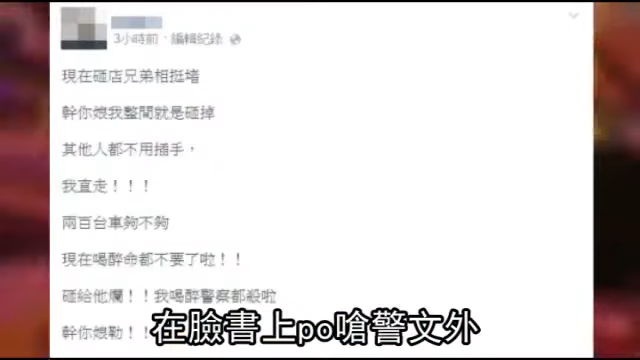 3小時前・編輯紀錄
現在砸店兄弟相挺堵
幹你娘我整間就是砸掉
其他人都不用插手，
我直走！！！
兩百台車夠不夠
現在喝醉命都不要了啦！！
砸給他爛！！我喝醉警察都殺啦
幹你娘勒！！
在臉書上po嗆警文外